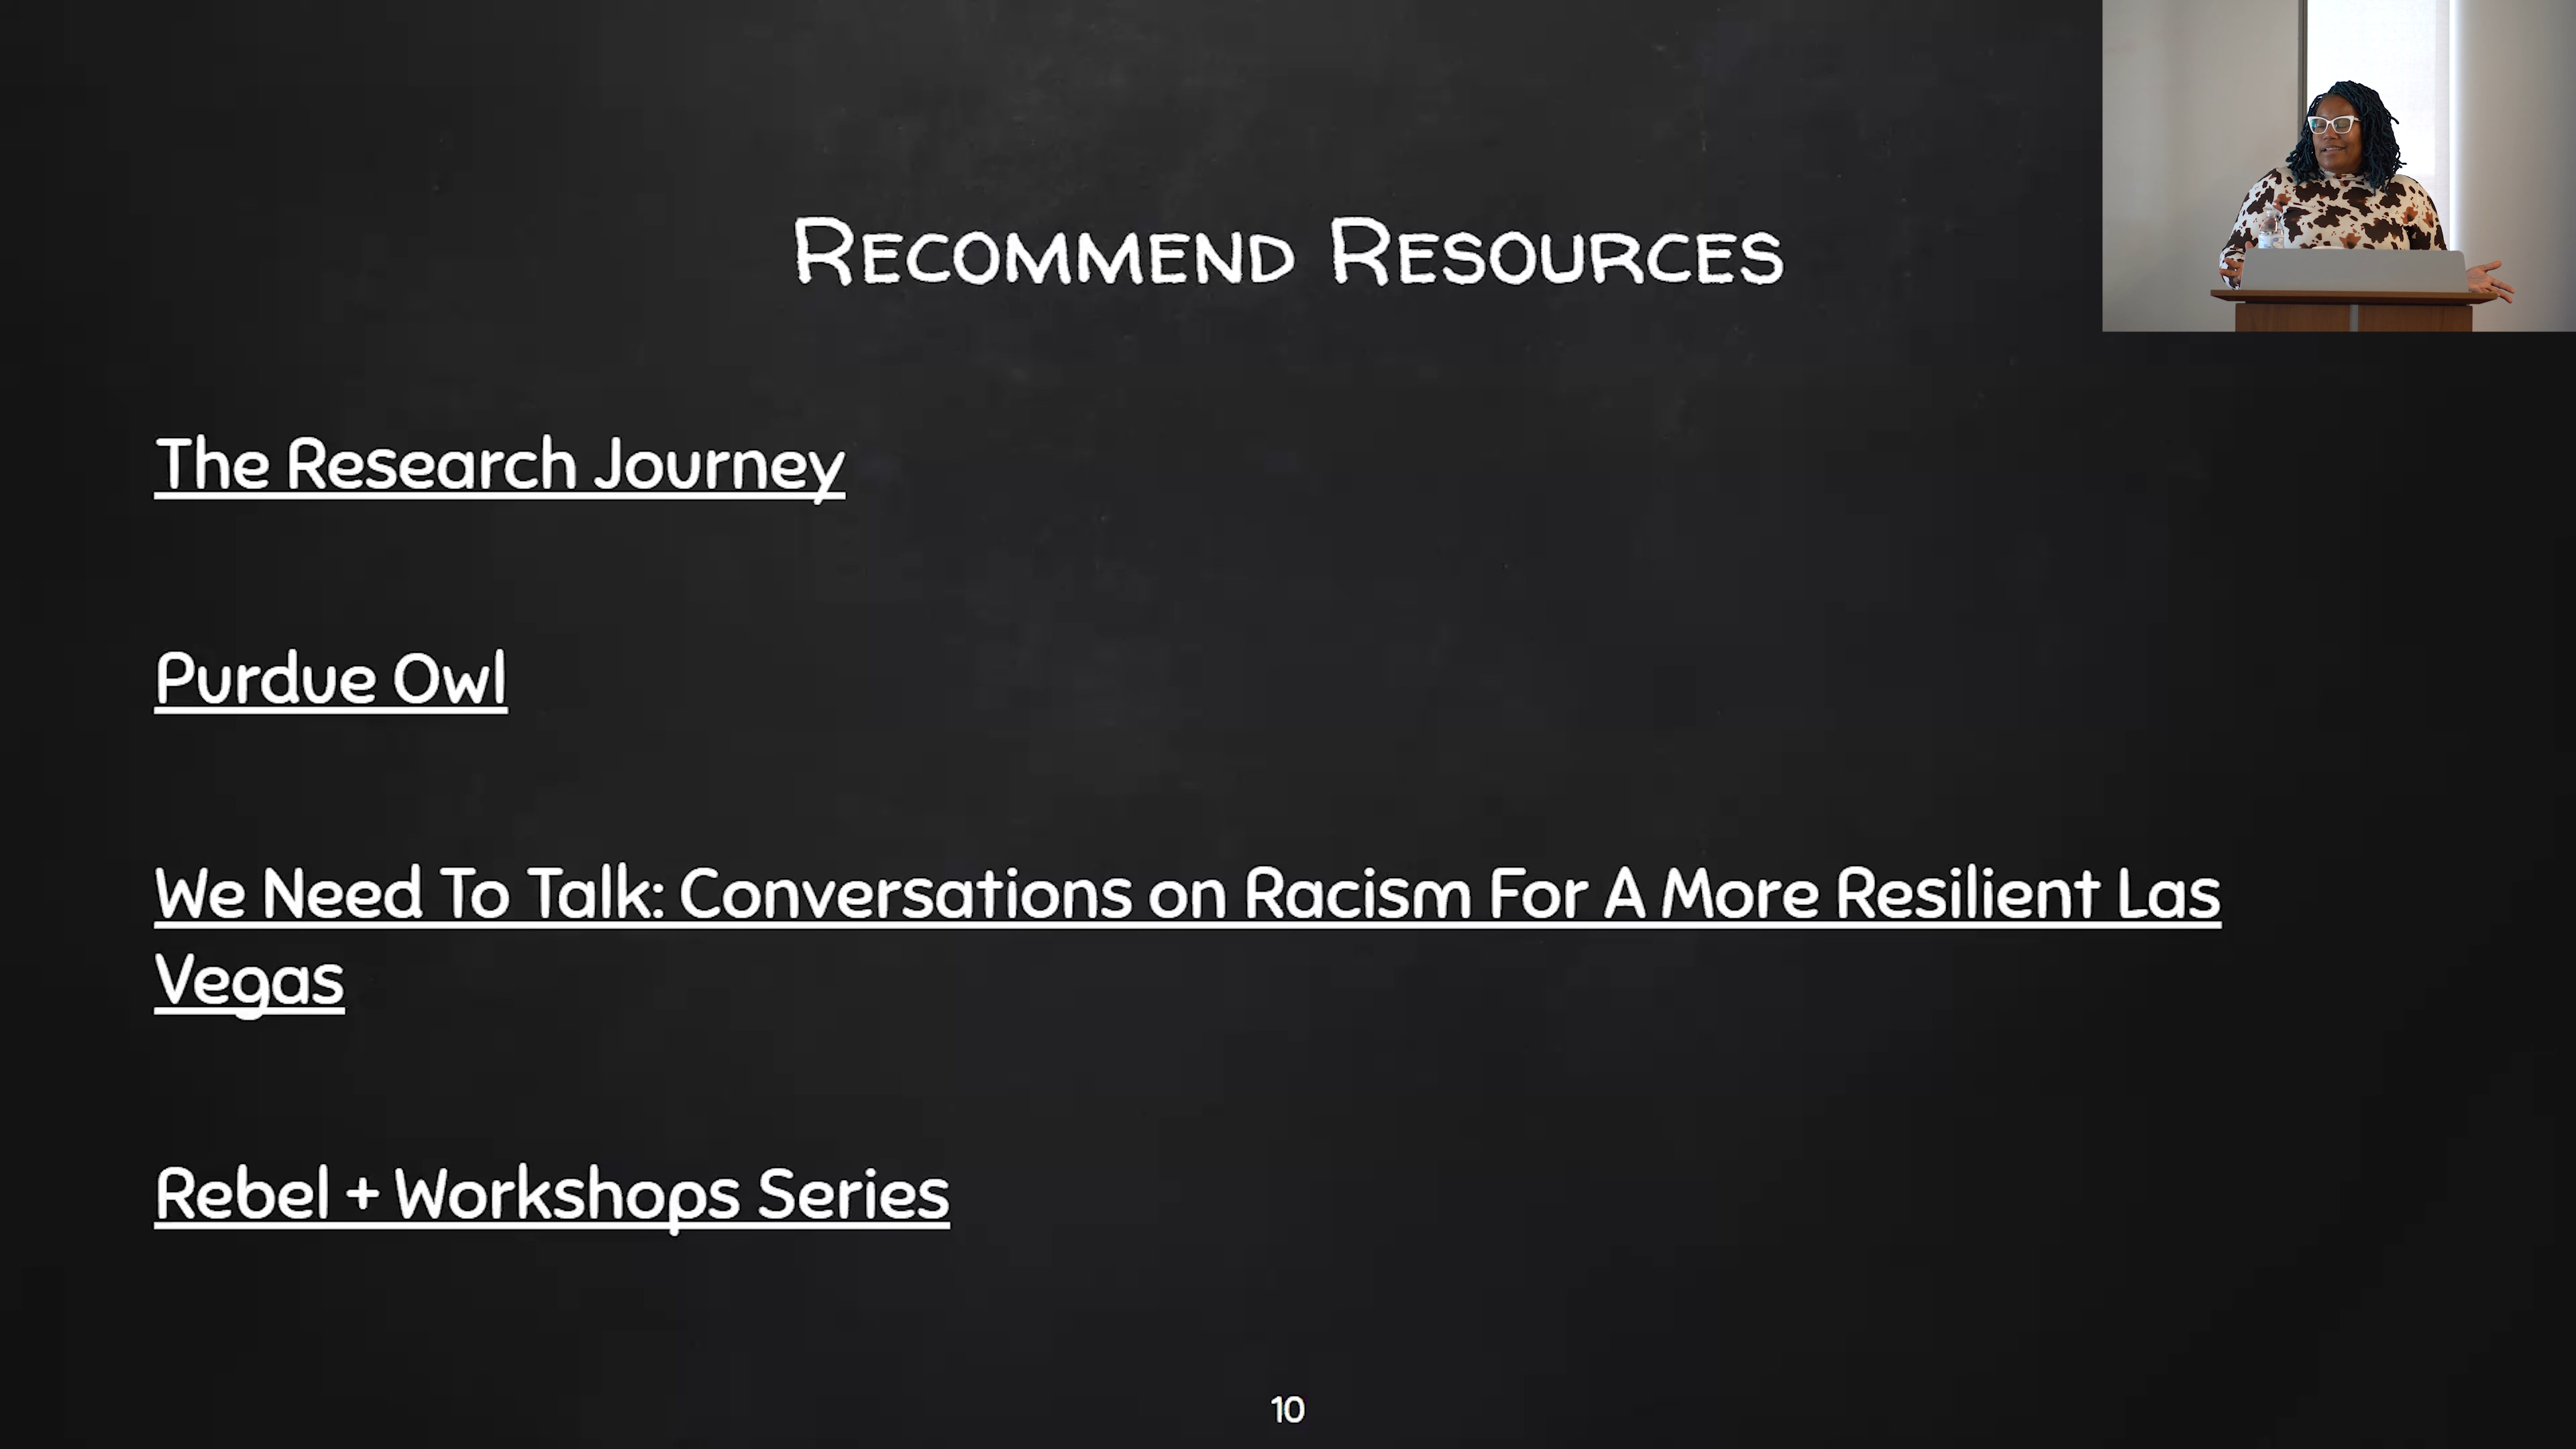 Recommend Resources
The Research Journey
Purdue Owl
We Need To Talk: Conversations on Racism For A More Resilient Las
Vegas
Rebel + Workshops Series
10